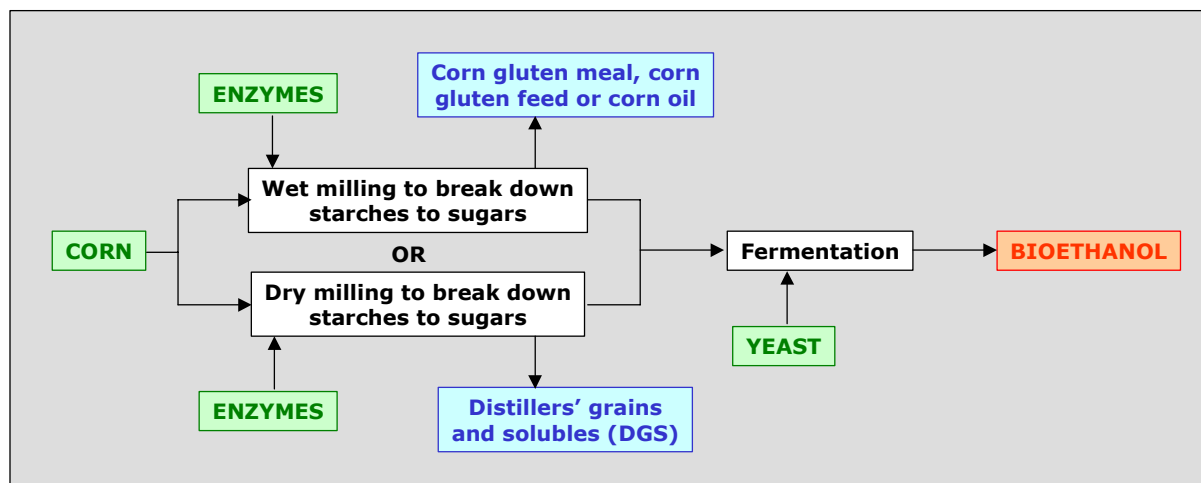 Corn gluten meal, corn
gluten feed or corn oil
ENZYMES
Wet milling to break down
starches to sugars
CORN
OR
Fermentation
BIOETHANOL
Dry milling to break down
starches to sugars
YEAST
ENZYMES
Distillers’ grains
and solubles (DGS)